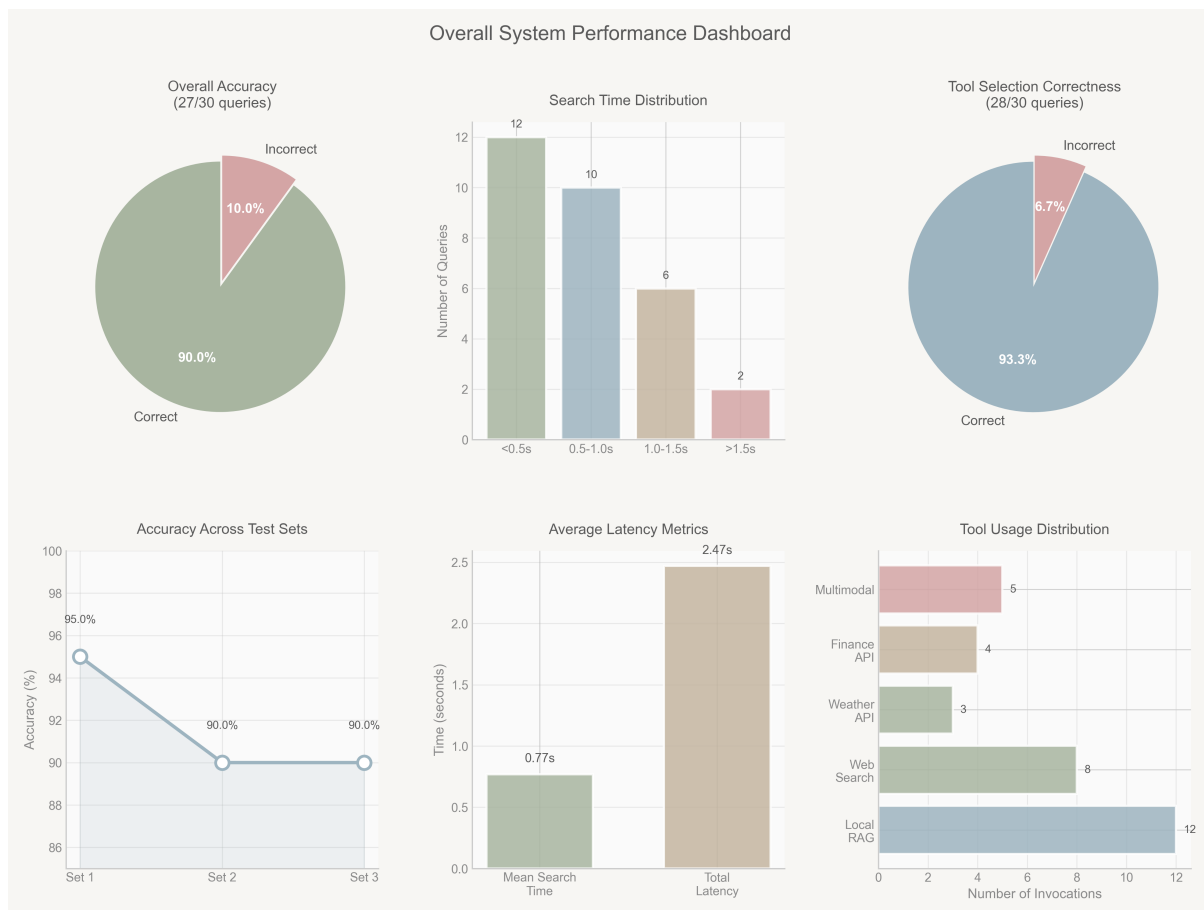 Overall System Performance Dashboard
Overall Accuracy
(27/30 queries)
Incorrect
10.0%
90.0%
Correct
Search Time Distribution
Number of Queries
12
10
8
6
4
2
0
12
10
6
2
<0.5s
0.5-1.0s
1.0-1.5s
>1.5s
Tool Selection Correctness
(28/30 queries)
Incorrect
6.7%
93.3%
Correct
Accuracy Across Test Sets
Accuracy (%)
100
98
96
94
92
90
88
86
95.0%
90.0%
90.0%
Set 1
Set 2
Set 3
Average Latency Metrics
Time (seconds)
2.5
2.0
1.5
1.0
0.5
0.0
0.77s
2.47s
Mean Search
Time
Total
Latency
Tool Usage Distribution
Multimodal
5
Finance
API
4
Weather
API
3
Web
Search
8
Local
RAG
12
0
2
4
6
8
10
12
Number of Invocations